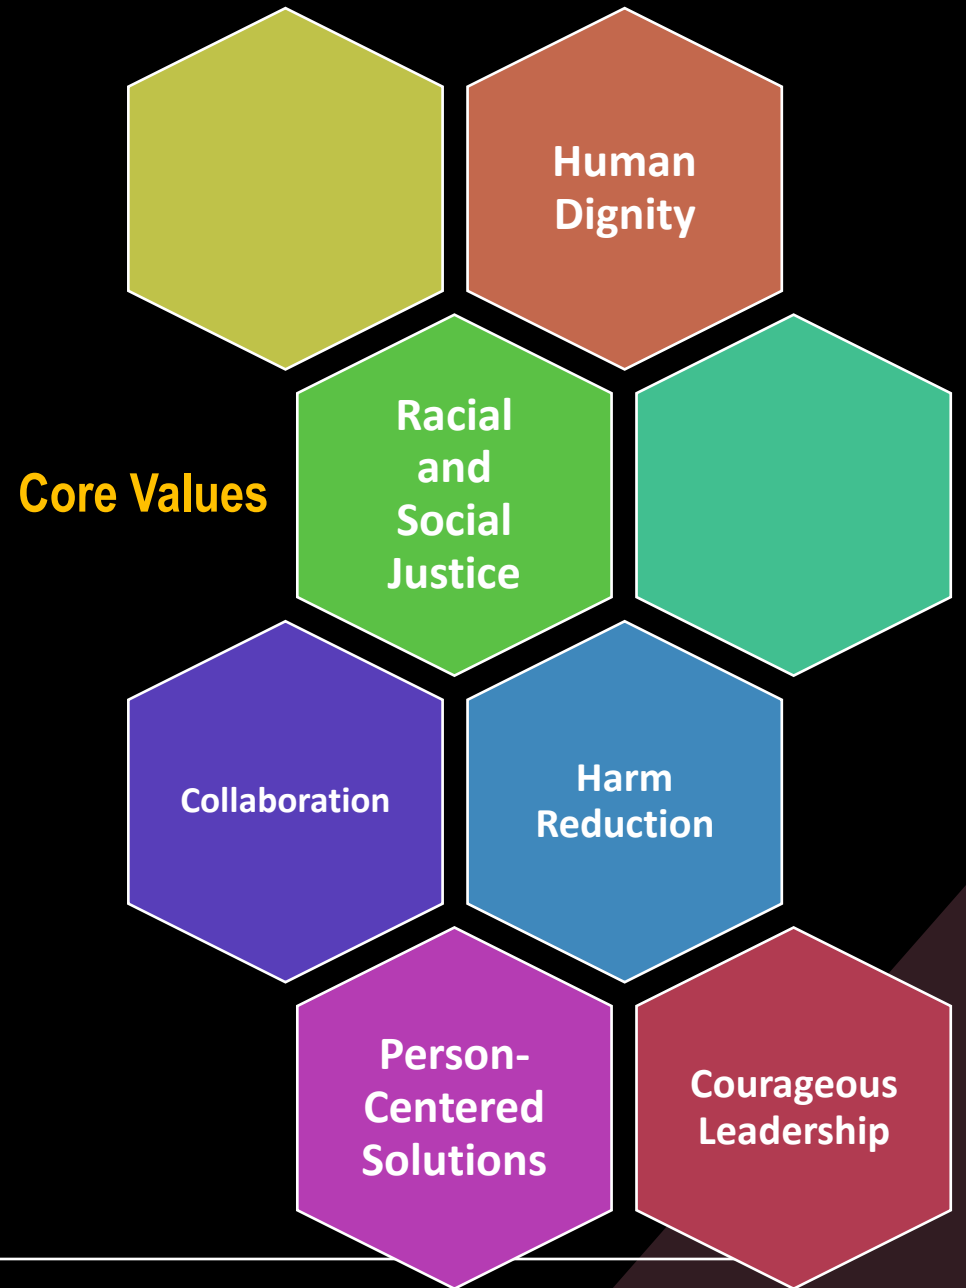 Human
Dignity
Racial
and
Social
Justice
Core Values
Collaboration
Harm
Reduction
Person-
Centered
Solutions
Courageous
Leadership